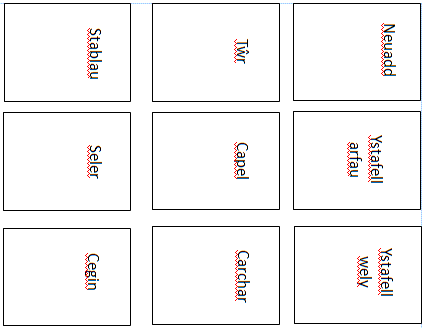 Neuadd
Ystafell
arfau
Ystafell
wely
Tŵr
Capel
Carchar
Stablau
Seler
Cegin